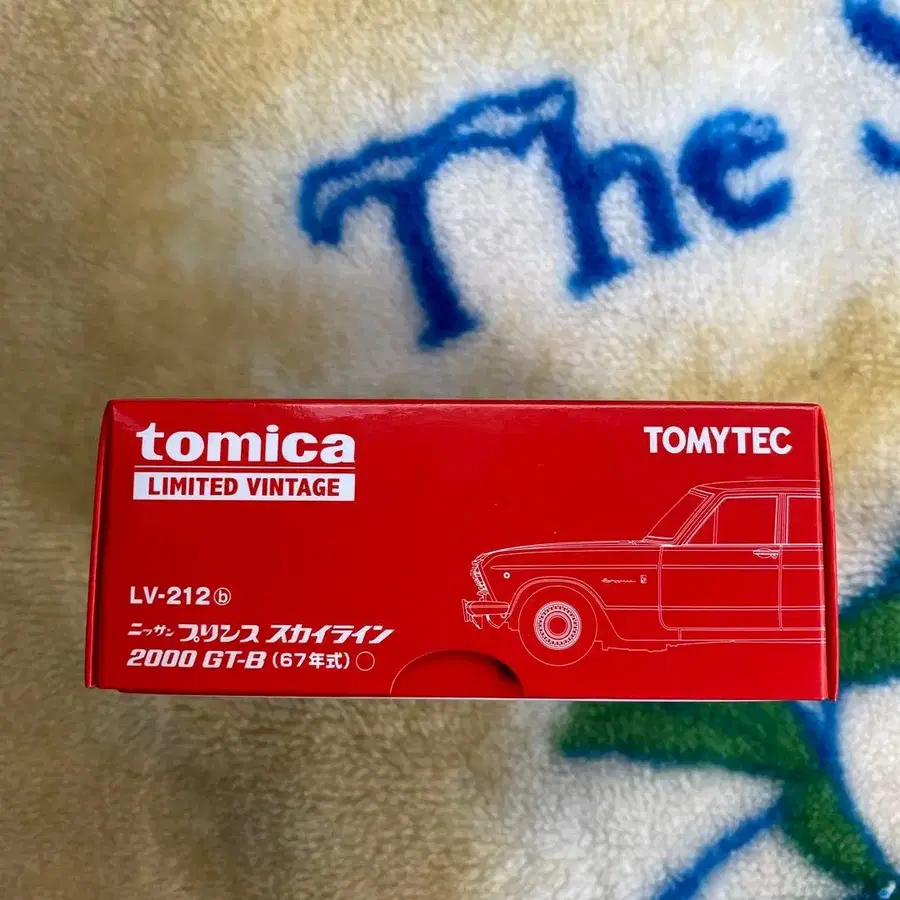 The
tomica
LIMITED VINTAGE
TOMYTEC
LV-212ⓑ
ニッサン プリンス スカイライン
2000 GT-B (67年式)